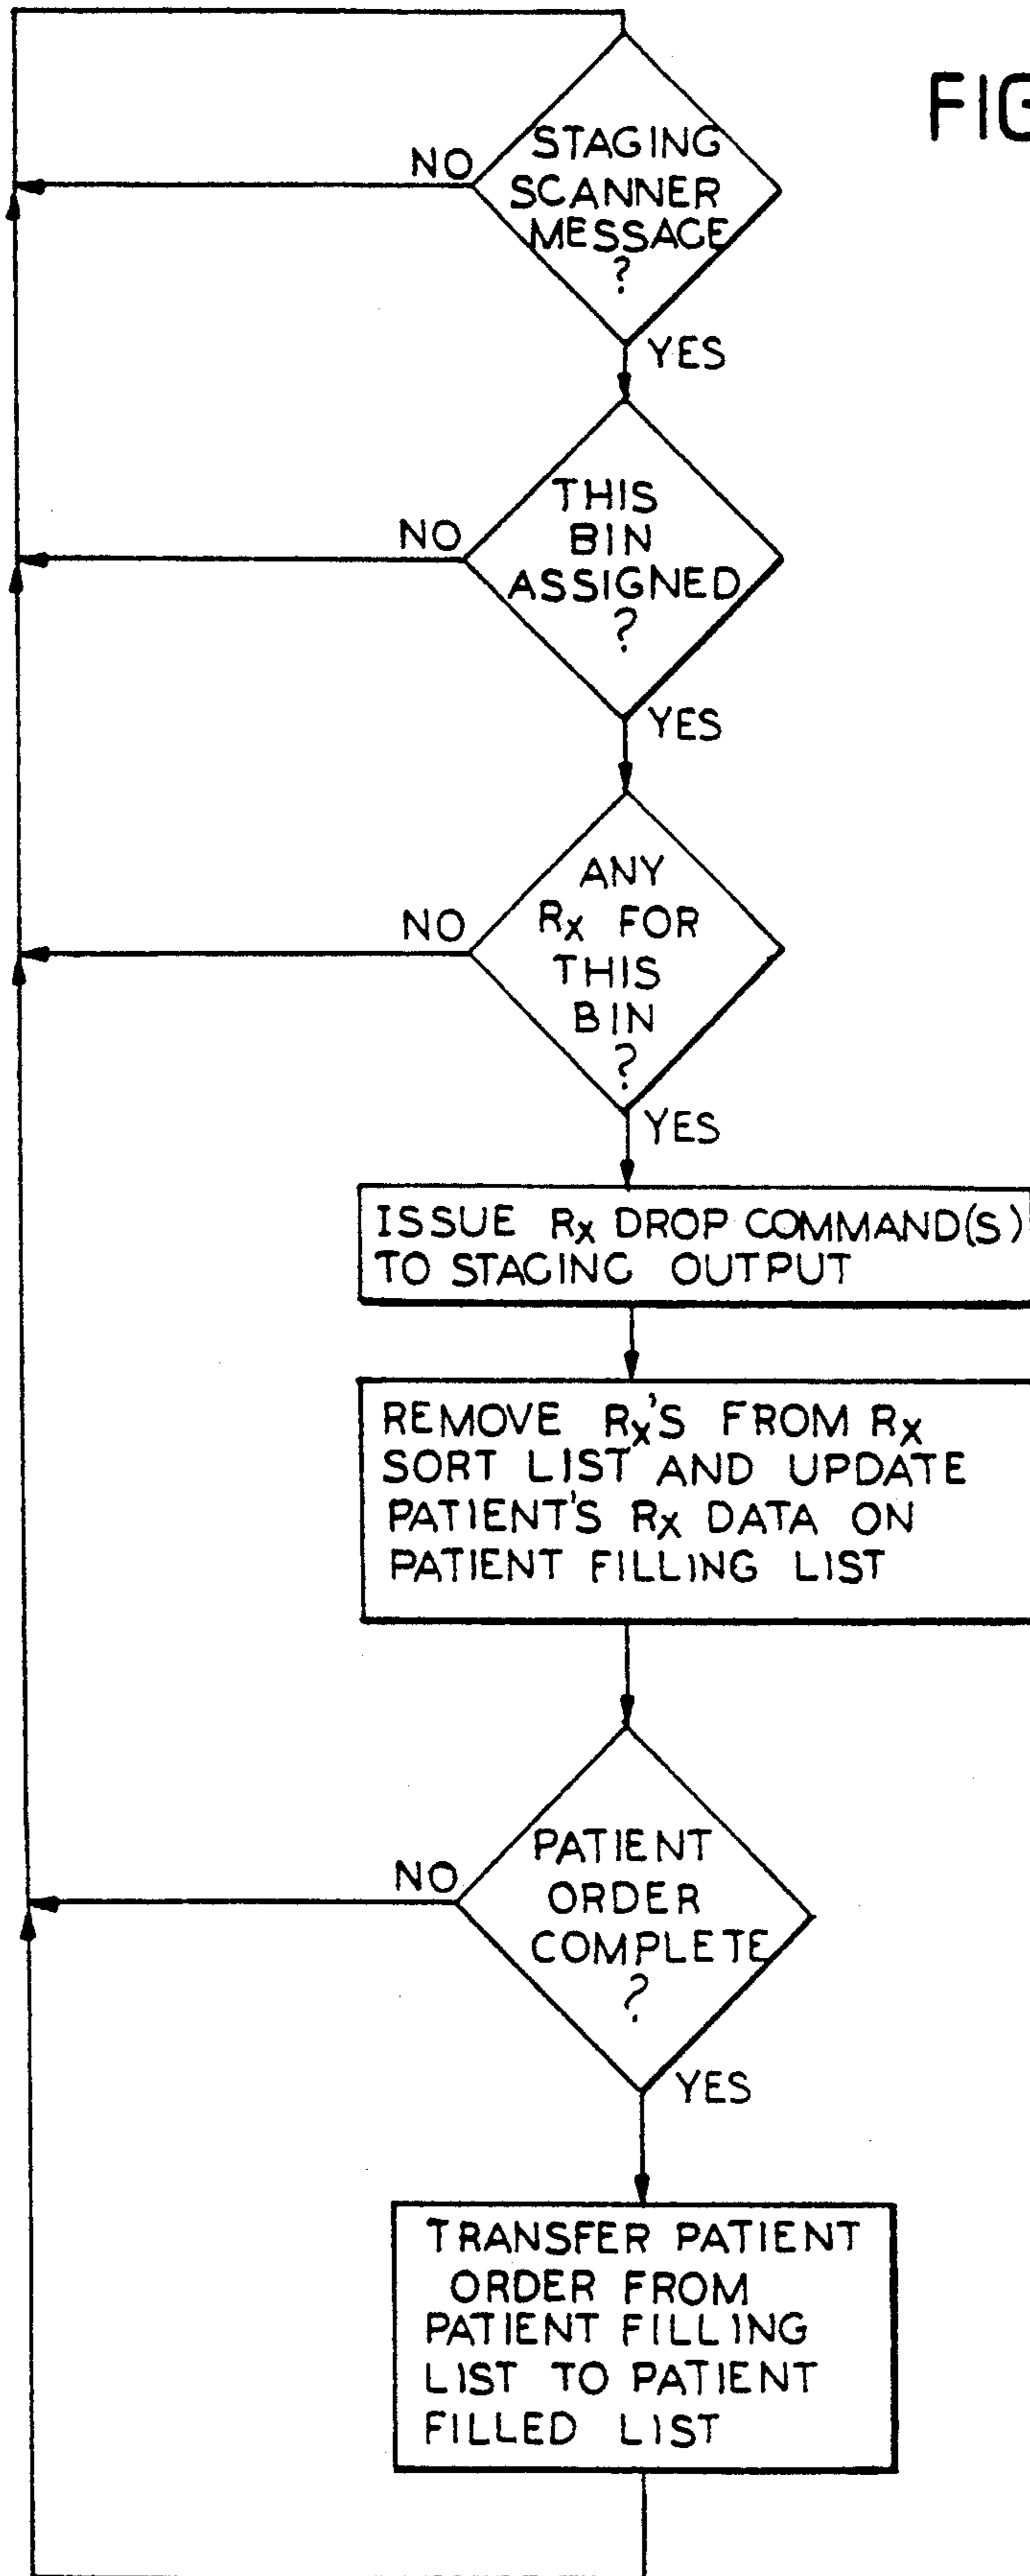 FIG
STAGING
SCANNER
MESSAGE
?
NO
YES
THIS
BIN
ASSIGNED
?
NO
YES
ANY
Rx FOR
THIS
BIN
?
NO
YES
ISSUE Rx DROP COMMAND(S)
TO STAGING OUTPUT
REMOVE Rx'S FROM Rx
SORT LIST AND UPDATE
PATIENT'S Rx DATA ON
PATIENT FILLING LIST
PATIENT
ORDER
COMPLETE
?
NO
YES
TRANSFER PATIENT
ORDER FROM
PATIENT FILLING
LIST TO PATIENT
FILLED LIST